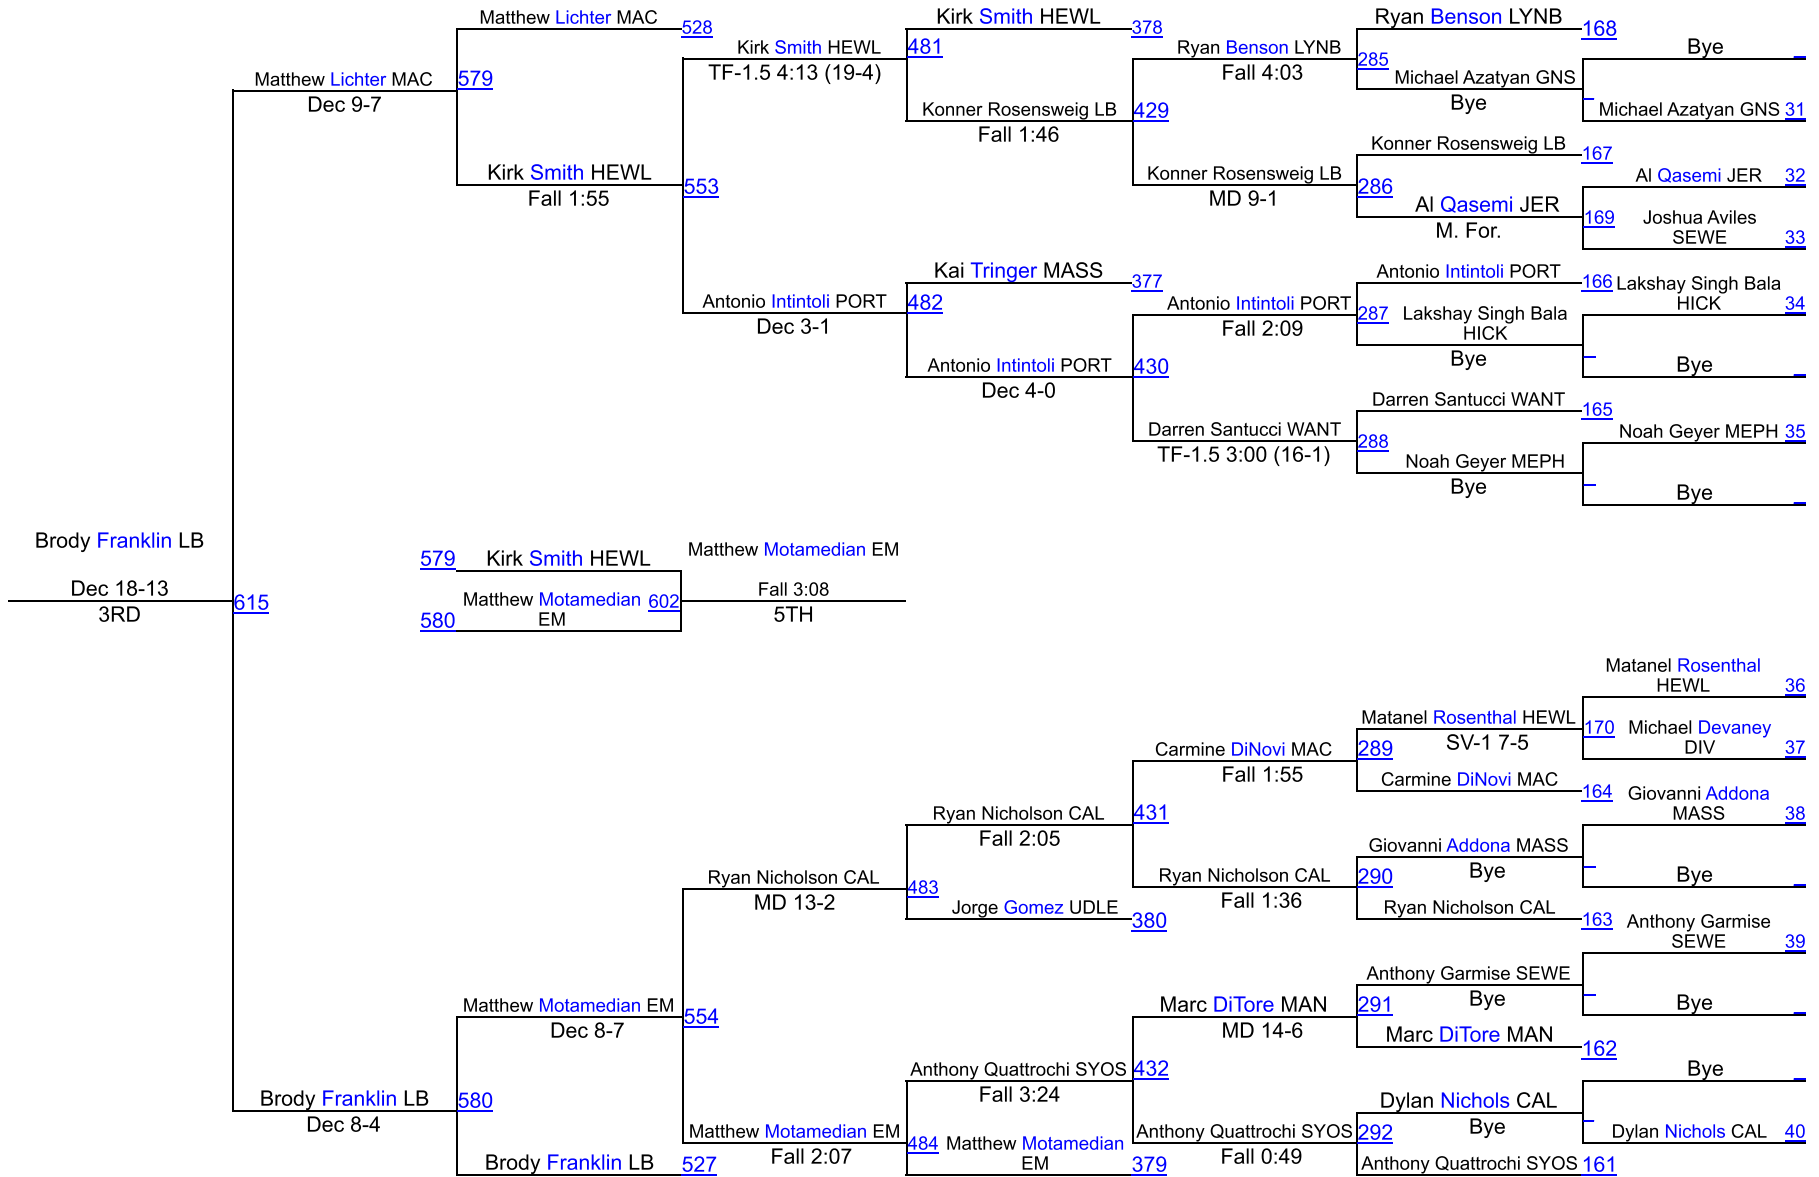 Matthew Lichter MAC
528
Kirk Smith HEWL
378
Ryan Benson LYNB
168
Bye
Kirk Smith HEWL
481
TF-1.5 4:13 (19-4)
Ryan Benson LYNB
285
Fall 4:03
Michael Azatyan GNS
Bye
Michael Azatyan GNS 31
Matthew Lichter MAC
579
Dec 9-7
Konner Rosensweig LB
429
Fall 1:46
Konner Rosensweig LB
167
Al Qasemi JER 32
Kirk Smith HEWL
553
Fall 1:55
Konner Rosensweig LB
286
MD 9-1
Al Qasemi JER
M. For.
169
Joshua Aviles
SEWE 33
Kai Tringer MASS
377
Antonio Intintoli PORT
166
Lakshay Singh Bala
HICK 34
Antonio Intintoli PORT
482
Dec 3-1
Antonio Intintoli PORT
287
Fall 2:09
Lakshay Singh Bala
HICK
Bye
Bye
Antonio Intintoli PORT
430
Dec 4-0
Darren Santucci WANT
165
Noah Geyer MEPH 35
Darren Santucci WANT
288
TF-1.5 3:00 (16-1)
Noah Geyer MEPH
Bye
Bye
Brody Franklin LB
Dec 18-13
3RD
615
579
Kirk Smith HEWL
Matthew Motamedian EM
580
Matthew Motamedian
EM
602
Fall 3:08
5TH
Matanel Rosenthal
HEWL 36
Matanel Rosenthal HEWL
SV-1 7-5
170
Michael Devaney
DIV 37
Carmine DiNovi MAC
289
Fall 1:55
Carmine DiNovi MAC
164
Giovanni Addona
MASS 38
Ryan Nicholson CAL
431
Fall 2:05
Giovanni Addona MASS
Bye
Bye
Ryan Nicholson CAL
483
MD 13-2
Ryan Nicholson CAL
290
Fall 1:36
Jorge Gomez UDLE
380
Ryan Nicholson CAL
163
Anthony Garmise
SEWE 39
Anthony Garmise SEWE
Bye
Bye
Matthew Motamedian EM
554
Dec 8-7
Marc DiTore MAN
291
MD 14-6
Marc DiTore MAN
162
Bye
Anthony Quattrochi SYOS
432
Fall 3:24
Dylan Nichols CAL
Bye
Dylan Nichols CAL 40
Brody Franklin LB
580
Dec 8-4
Matthew Motamedian EM
484
Fall 2:07
Matthew Motamedian
EM
379
Anthony Quattrochi SYOS
292
Fall 0:49
Brody Franklin LB
527
Anthony Quattrochi SYOS
161